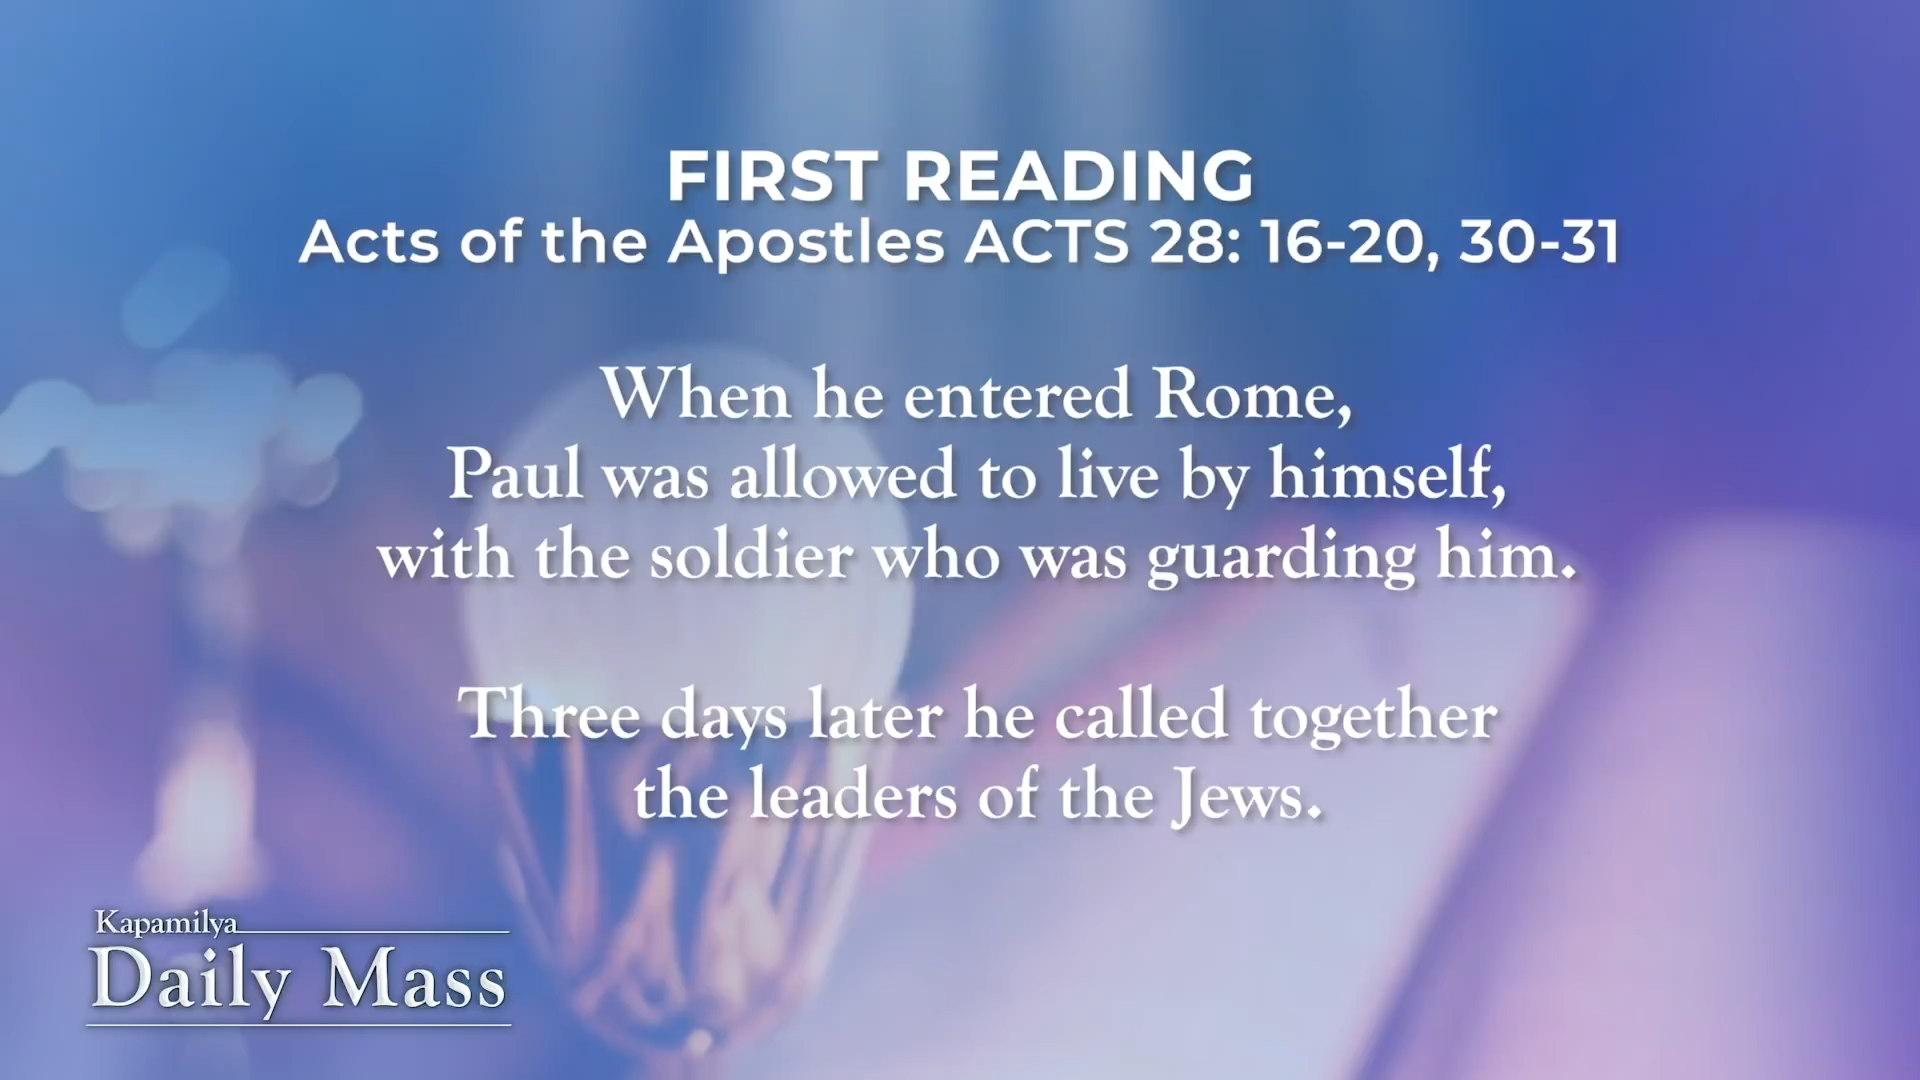 FIRST READING
Acts of the Apostles ACTS 28: 16-20, 30-31
When he entered Rome,
Paul was allowed to live by himself,
with the soldier who was guarding him.
Three days later he called together
the leaders of the Jews.
Kapamilya
Daily Mass